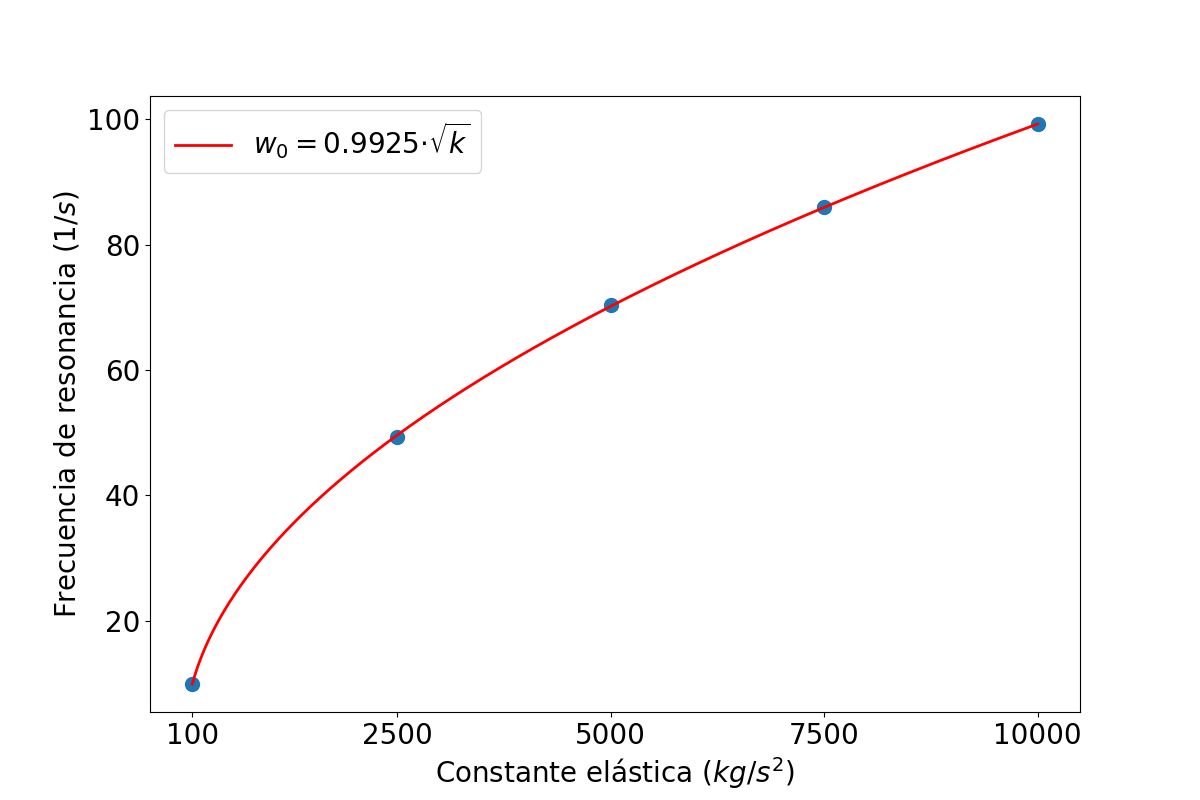 w₀ = 0.9925·√k
100
80
60
40
20
Frecuencia de resonancia (1/s)
100 2500 5000 7500 10000
Constante elástica (kg/s²)